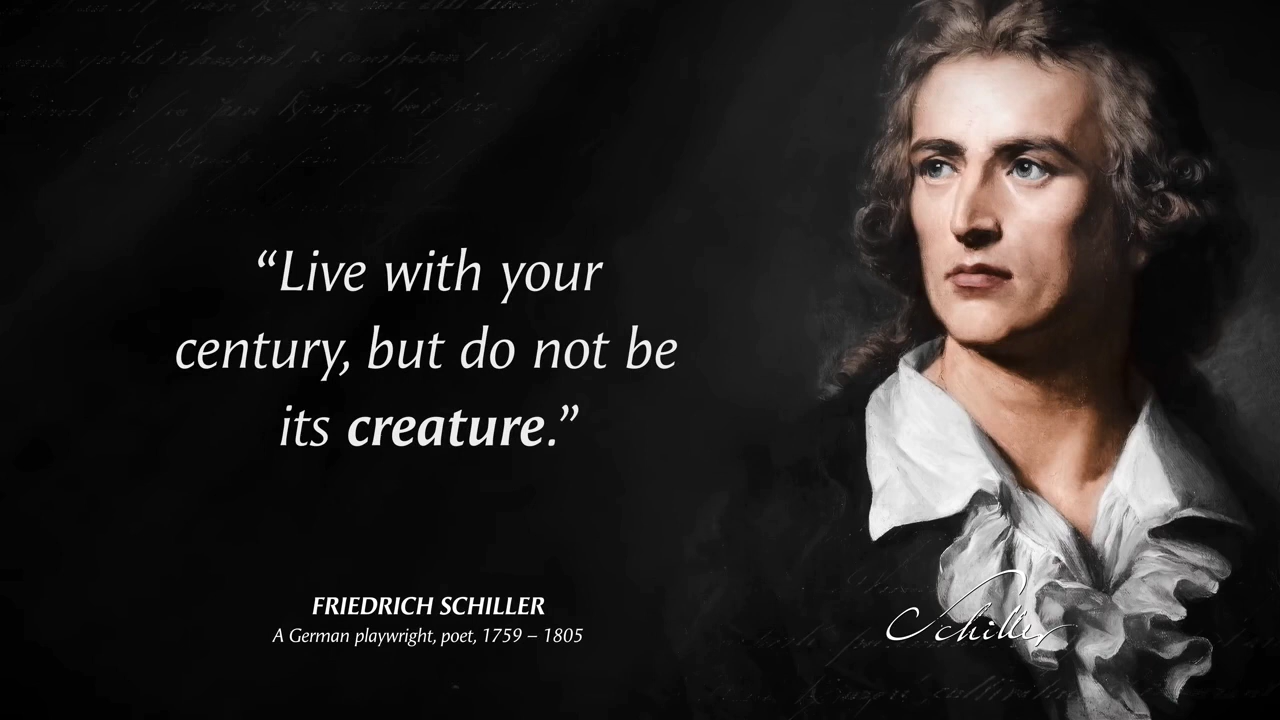 “Live with your
century, but do not be
its creature.”
FRIEDRICH SCHILLER
A German playwright, poet, 1759 – 1805
Schiller